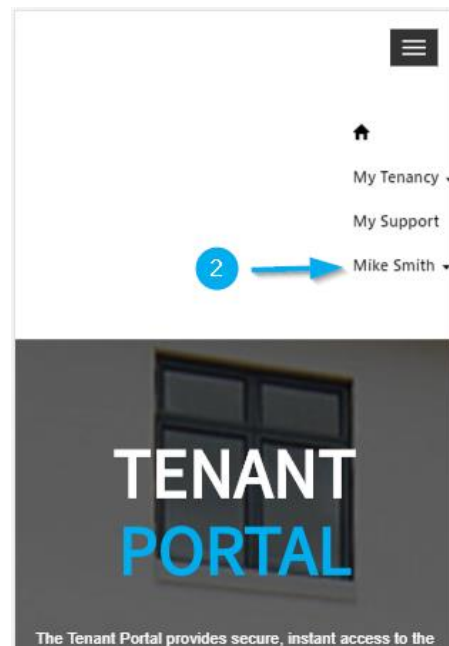 My Tenancy
My Support
2
Mike Smith
TENANT
PORTAL
The Tenant Portal provides secure, instant access to the